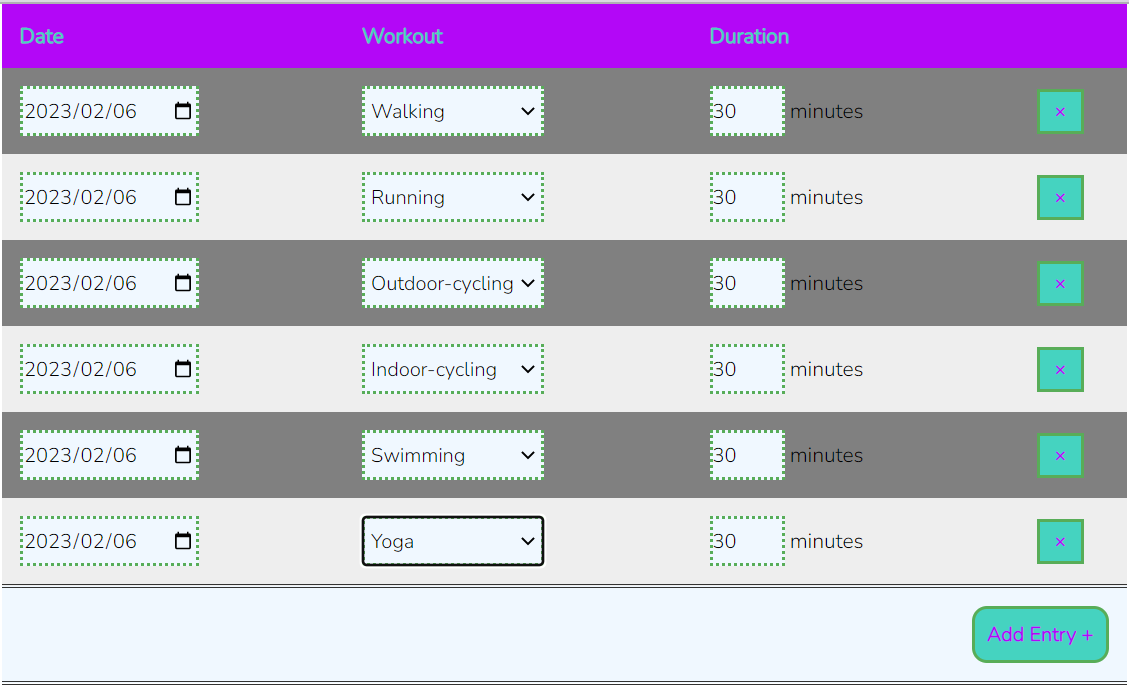 Date Workout Duration
2023/02/06 Walking 30 minutes ×
2023/02/06 Running 30 minutes ×
2023/02/06 Outdoor-cycling 30 minutes ×
2023/02/06 Indoor-cycling 30 minutes ×
2023/02/06 Swimming 30 minutes ×
2023/02/06 Yoga 30 minutes ×
Add Entry +